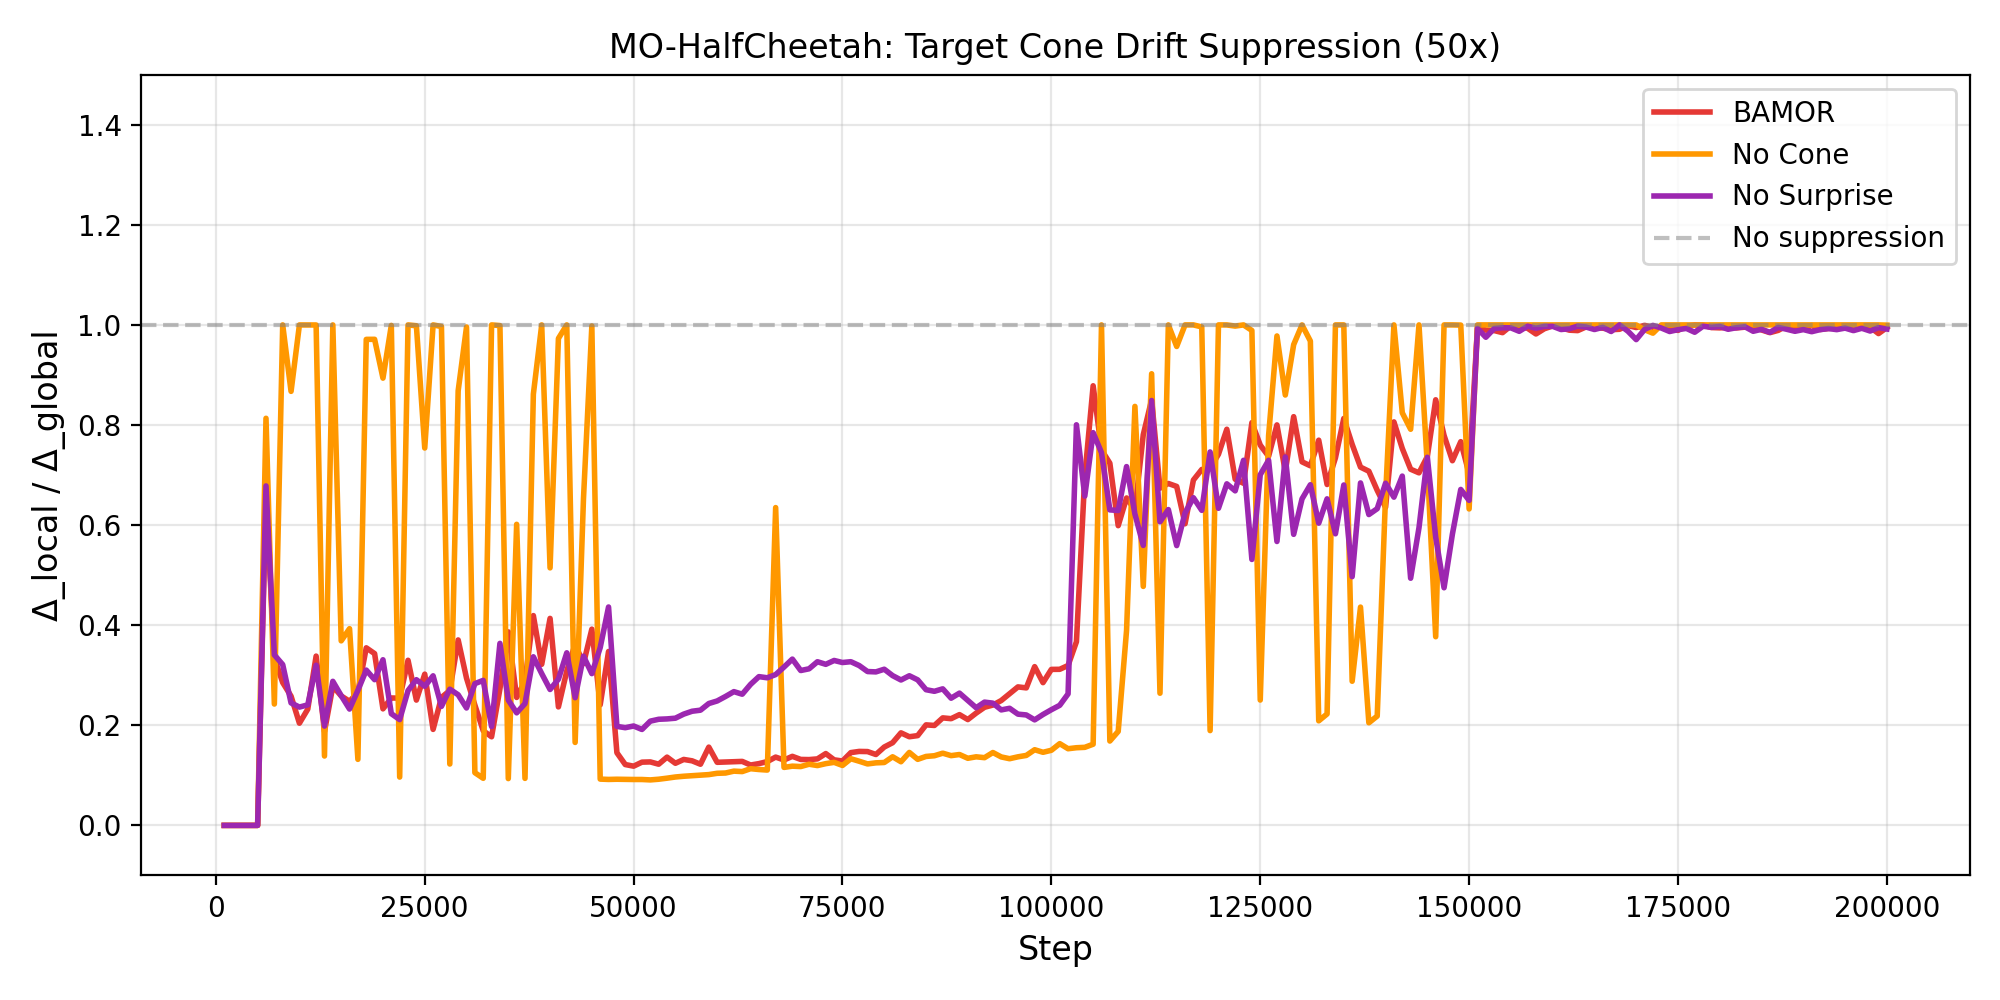 MO-HalfCheetah: Target Cone Drift Suppression (50x)
BAMOR
No Cone
No Surprise
No suppression
Δ_local / Δ_global
1.4
1.2
1.0
0.8
0.6
0.4
0.2
0.0
0 25000 50000 75000 100000 125000 150000 175000 200000
Step